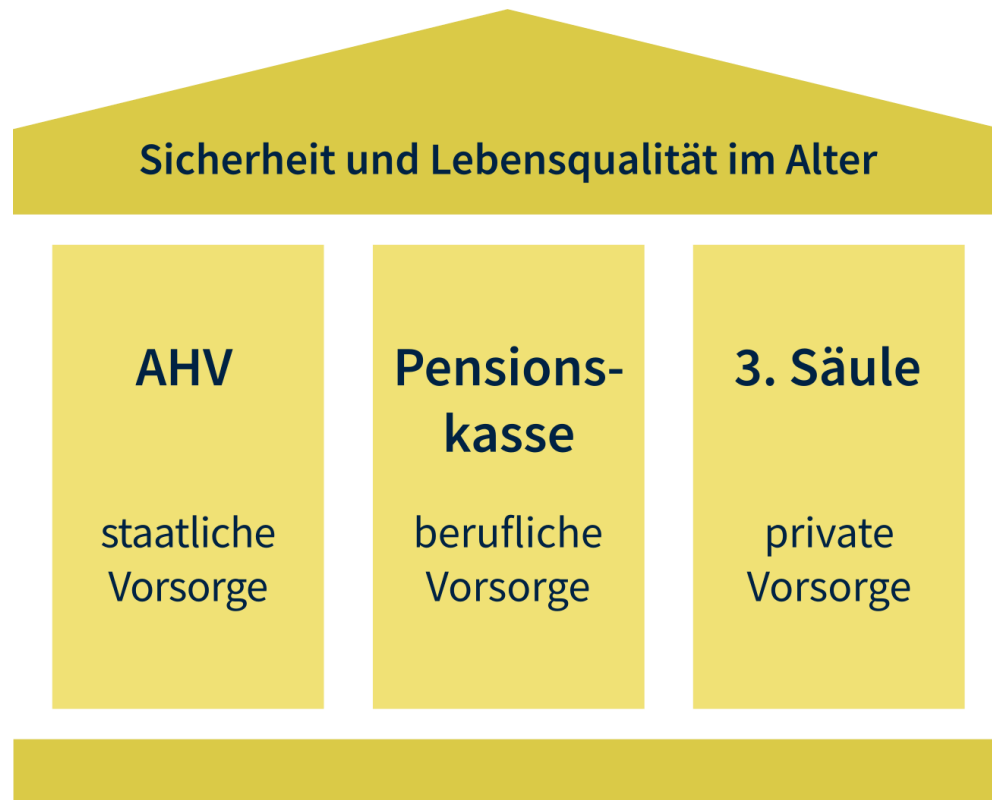 Sicherheit und Lebensqualität im Alter
AHV
staatliche
Vorsorge
Pensions-
kasse
berufliche
Vorsorge
3. Säule
private
Vorsorge